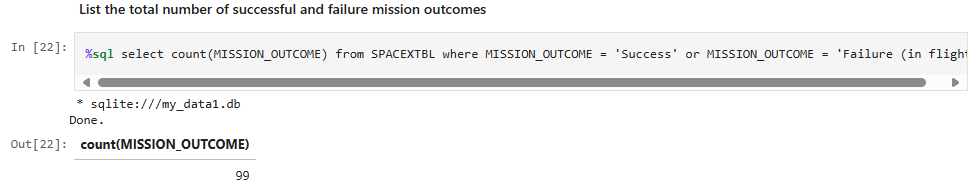 List the total number of successful and failure mission outcomes
In [22]: %sql select count(MISSION_OUTCOME) from SPACEXTBL where MISSION_OUTCOME = 'Success' or MISSION_OUTCOME = 'Failure (in flight
* sqlite:///my_data1.db
Done.
Out[22]: count(MISSION_OUTCOME)
99